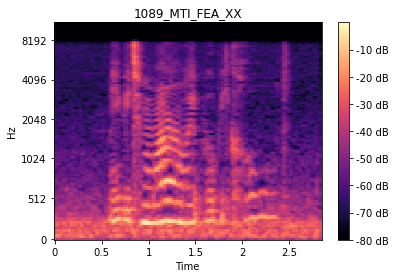 1089_MTI_FEA_XX
8192
4096
2048
1024
512
0
Hz
0
0.5
1
1.5
2
2.5
Time
-10 dB
-20 dB
-30 dB
-40 dB
-50 dB
-60 dB
-70 dB
-80 dB